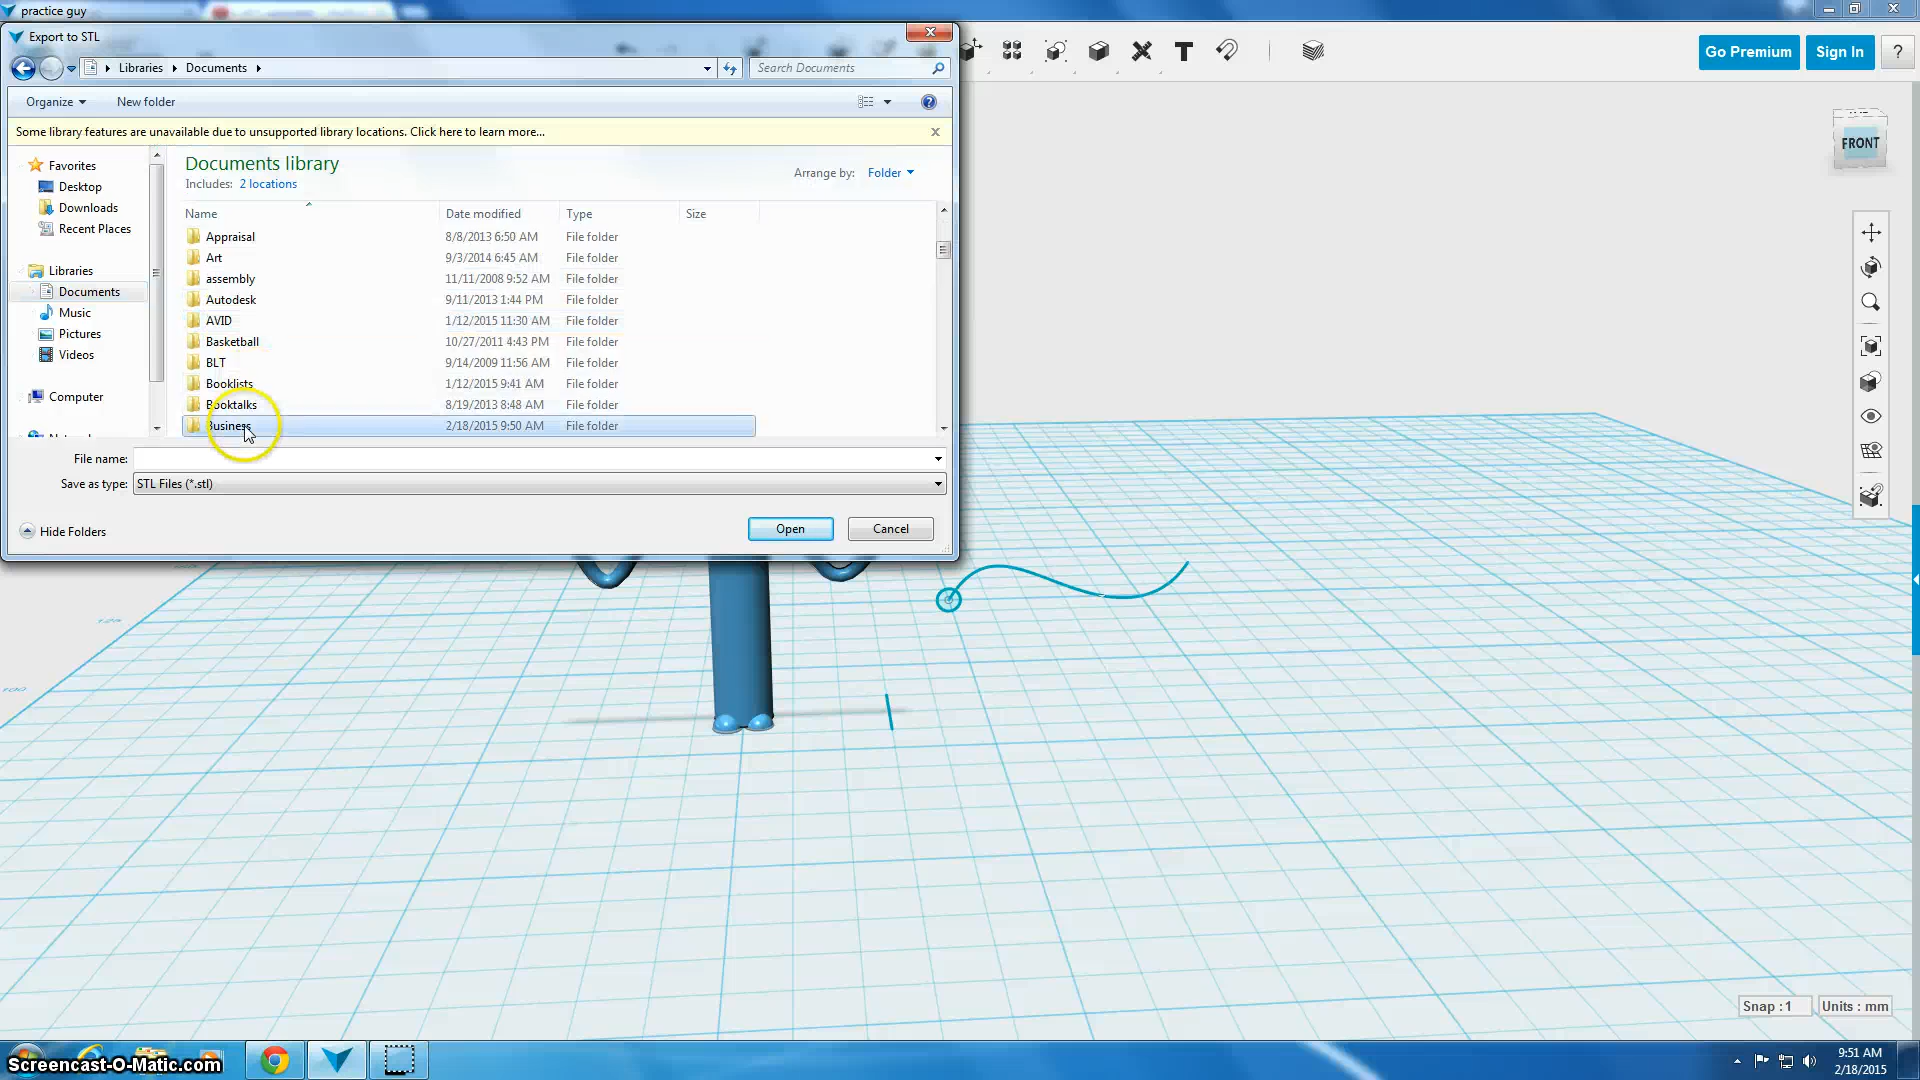 practice guy
Export to STL
Libraries Documents
Search Documents
Go Premium
Sign In
?
Organize New folder
Some library features are unavailable due to unsupported library locations. Click here to learn more...
FRONT
Favorites
Desktop
Downloads
Recent Places
Libraries
Documents
Music
Pictures
Videos
Computer
Documents library
Includes: 2 locations
Arrange by: Folder
Name Date modified Type Size
Appraisal 8/8/2013 6:50 AM File folder
Art 9/3/2014 6:45 AM File folder
assembly 11/11/2008 9:52 AM File folder
Autodesk 9/11/2013 1:44 PM File folder
AVID 1/12/2015 11:30 AM File folder
Basketball 10/27/2011 4:43 PM File folder
BLT 9/14/2009 11:56 AM File folder
Booklists 1/12/2015 9:41 AM File folder
Booktalks 8/19/2013 8:48 AM File folder
Business 2/18/2015 9:50 AM File folder
File name:
Save as type: STL Files (*.stl)
Hide Folders
Open
Cancel
125
100
Snap : 1
Units : mm
Screencast-O-Matic.com
9:51 AM
2/18/2015